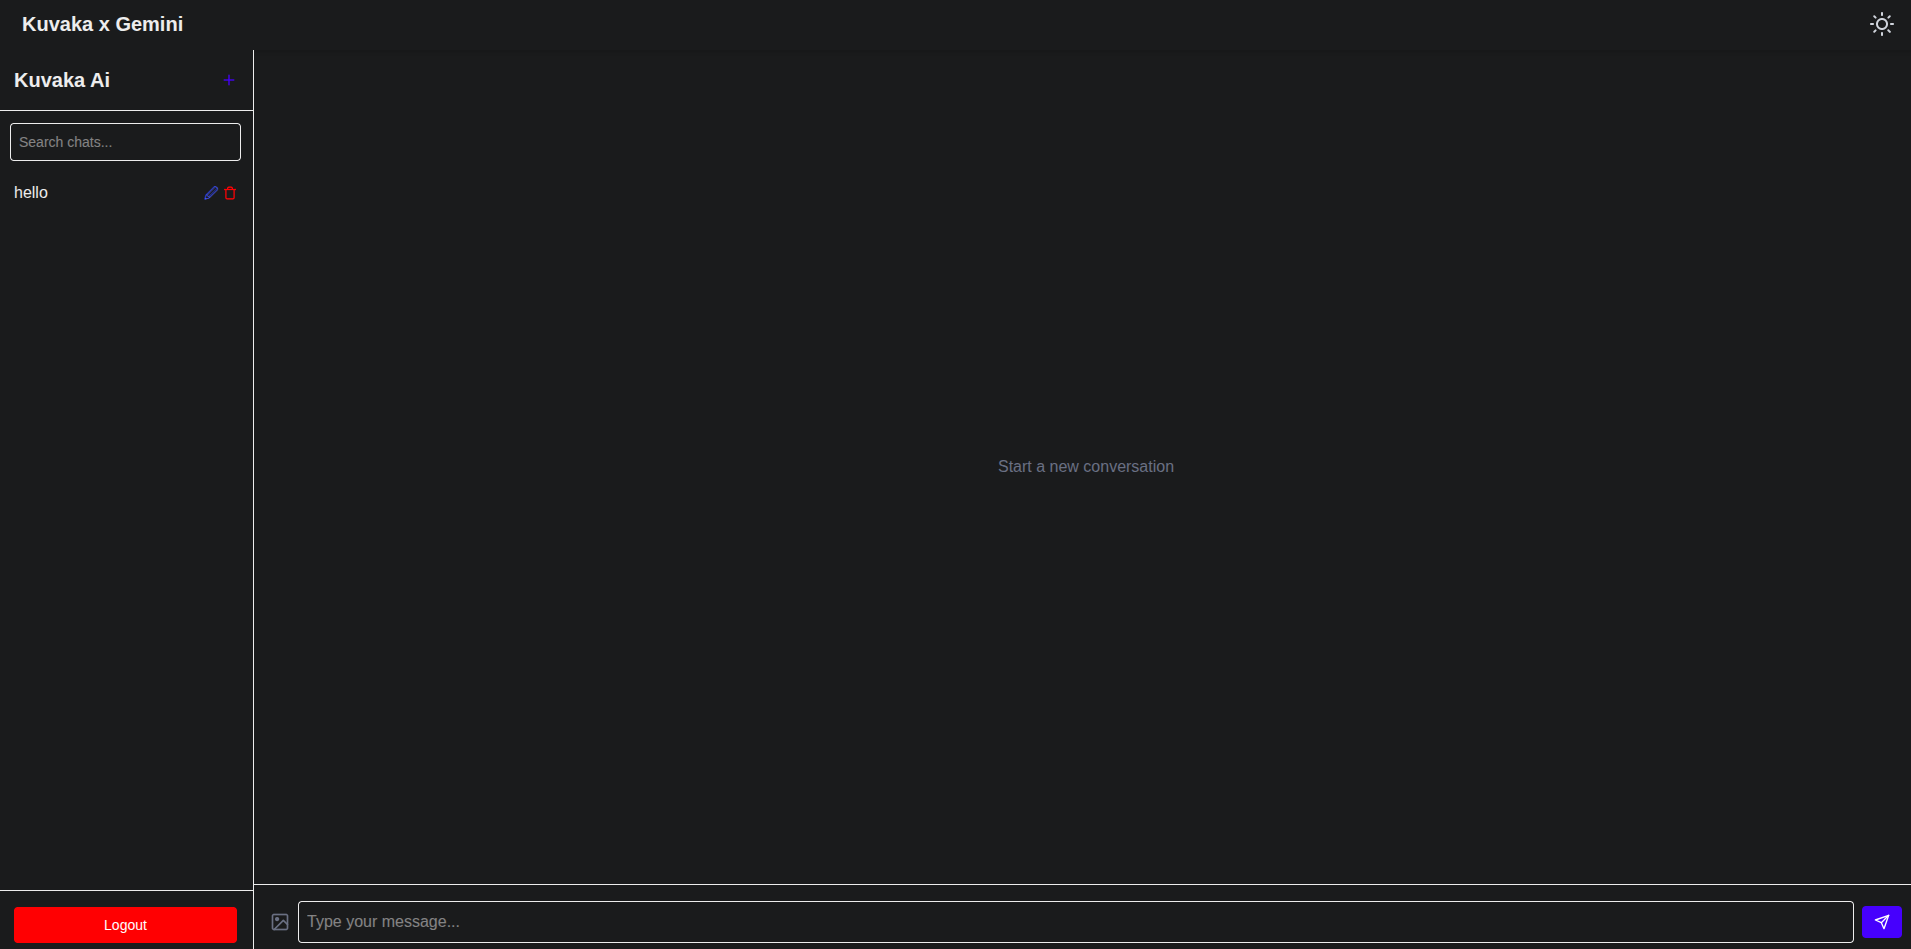 Kuvaka x Gemini
Kuvaka Ai
Search chats...
hello
Start a new conversation
Logout
Type your message...